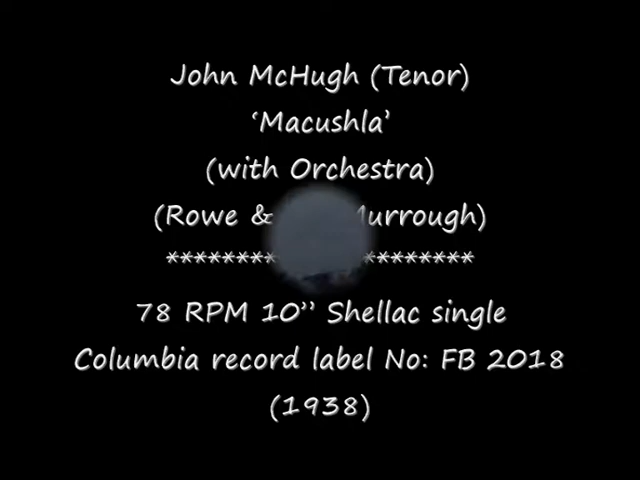 John McHugh (Tenor)
‘Macushla’
(with Orchestra)
(Rowe & urrough)
********** ********
78 RPM 10” Shellac single
Columbia record label No: FB 2018
(1938)